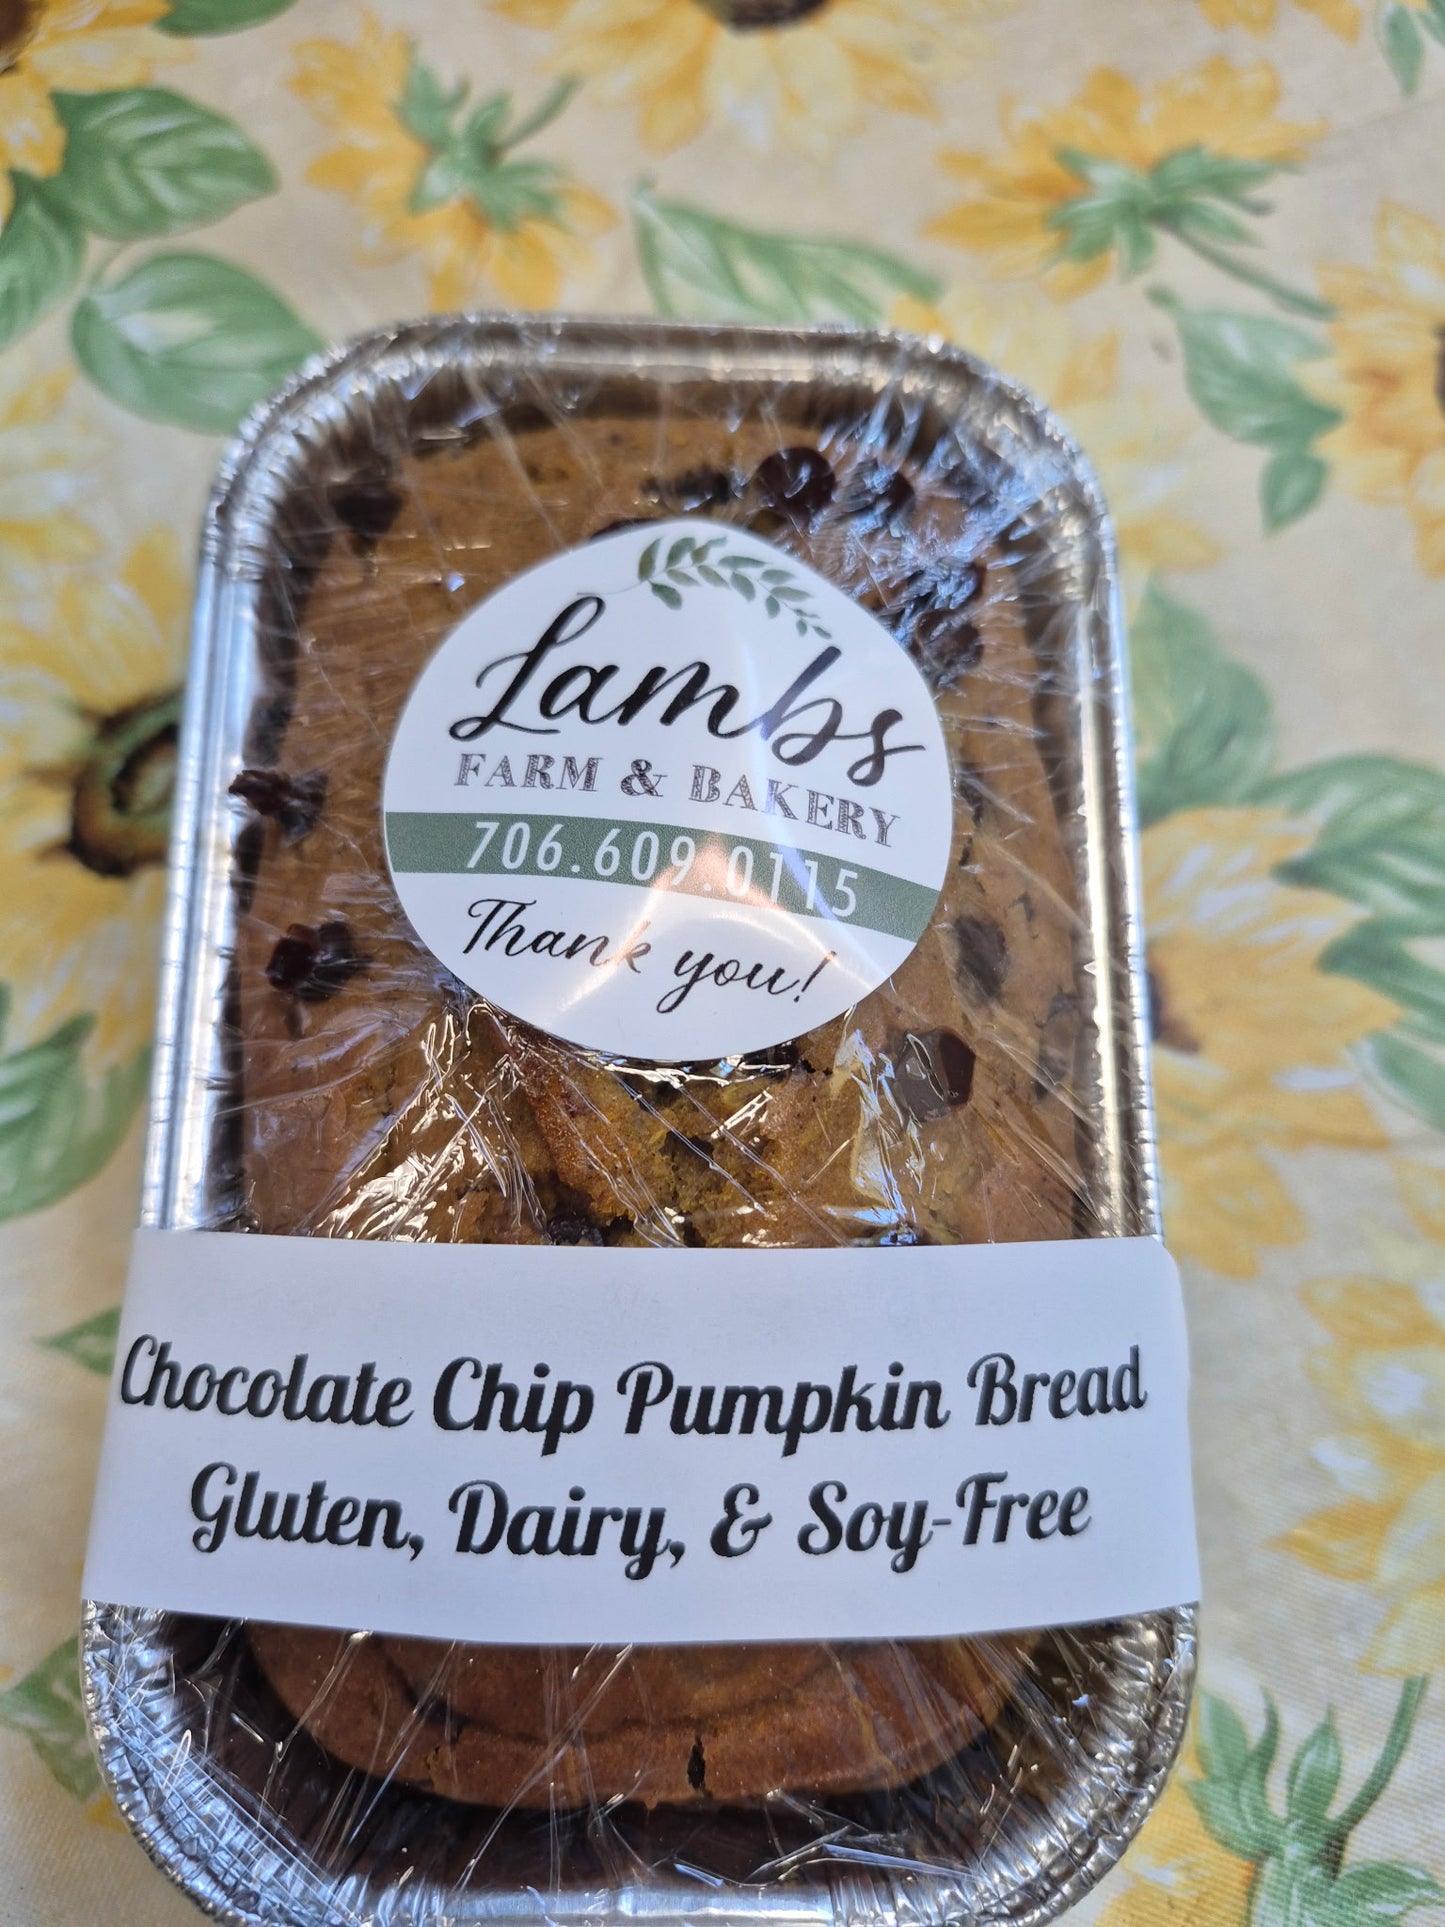 Lambs
FARM & BAKERY
706.609.0115
Thank you!
Chocolate Chip Pumpkin Bread
Gluten, Dairy, & Soy-Free